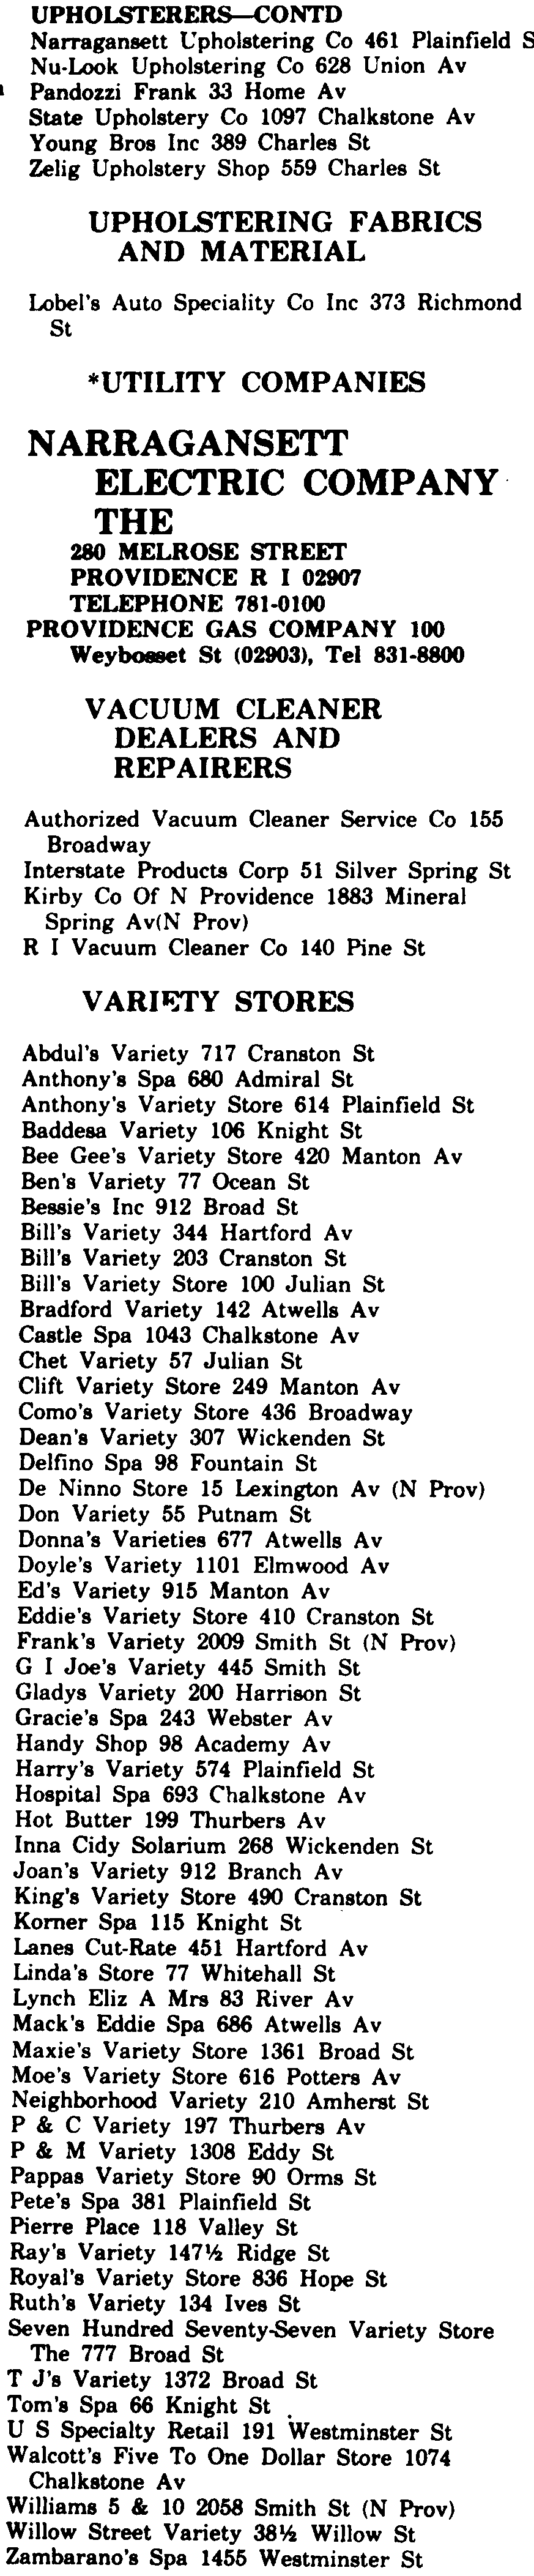 UPHOLSTERERS—CONTD
Narragansett Upholstering Co 461 Plainfield S
Nu-Look Upholstering Co 628 Union Av
Pandozzi Frank 33 Home Av
State Upholstery Co 1097 Chalkstone Av
Young Bros Inc 389 Charles St
Zelig Upholstery Shop 559 Charles St
UPHOLSTERING FABRICS
AND MATERIAL
Lobel's Auto Speciality Co Inc 373 Richmond
St
*UTILITY COMPANIES
NARRAGANSETT
ELECTRIC COMPANY
THE
280 MELROSE STREET
PROVIDENCE R I 02907
TELEPHONE 781-0100
PROVIDENCE GAS COMPANY 100
Weybosset St (02903), Tel 831-8800
VACUUM CLEANER
DEALERS AND
REPAIRERS
Authorized Vacuum Cleaner Service Co 155
Broadway
Interstate Products Corp 51 Silver Spring St
Kirby Co Of N Providence 1883 Mineral
Spring Av(N Prov)
R I Vacuum Cleaner Co 140 Pine St
VARIETY STORES
Abdul's Variety 717 Cranston St
Anthony's Spa 680 Admiral St
Anthony's Variety Store 614 Plainfield St
Baddesa Variety 106 Knight St
Bee Gee's Variety Store 420 Manton Av
Ben's Variety 77 Ocean St
Bessie's Inc 912 Broad St
Bill's Variety 344 Hartford Av
Bill's Variety 203 Cranston St
Bill's Variety Store 100 Julian St
Bradford Variety 142 Atwells Av
Castle Spa 1043 Chalkstone Av
Chet Variety 57 Julian St
Clift Variety Store 249 Manton Av
Como's Variety Store 436 Broadway
Dean's Variety 307 Wickenden St
Delfino Spa 98 Fountain St
De Ninno Store 15 Lexington Av (N Prov)
Don Variety 55 Putnam St
Donna's Varieties 677 Atwells Av
Doyle's Variety 1101 Elmwood Av
Ed's Variety 915 Manton Av
Eddie's Variety Store 410 Cranston St
Frank's Variety 2009 Smith St (N Prov)
G I Joe's Variety 445 Smith St
Gladys Variety 200 Harrison St
Gracie's Spa 243 Webster Av
Handy Shop 98 Academy Av
Harry's Variety 574 Plainfield St
Hospital Spa 693 Chalkstone Av
Hot Butter 199 Thurbers Av
Inna Cidy Solarium 268 Wickenden St
Joan's Variety 912 Branch Av
King's Variety Store 490 Cranston St
Korner Spa 115 Knight St
Lanes Cut-Rate 451 Hartford Av
Linda's Store 77 Whitehall St
Lynch Eliz A Mrs 83 River Av
Mack's Eddie Spa 686 Atwells Av
Maxie's Variety Store 1361 Broad St
Moe's Variety Store 616 Potters Av
Neighborhood Variety 210 Amherst St
P & C Variety 197 Thurbers Av
P & M Variety 1308 Eddy St
Pappas Variety Store 90 Orms St
Pete's Spa 381 Plainfield St
Pierre Place 118 Valley St
Ray's Variety 147½ Ridge St
Royal's Variety Store 836 Hope St
Ruth's Variety 134 Ives St
Seven Hundred Seventy-Seven Variety Store
The 777 Broad St
T J's Variety 1372 Broad St
Tom's Spa 66 Knight St
U S Specialty Retail 191 Westminster St
Walcott's Five To One Dollar Store 1074
Chalkstone Av
Williams 5 & 10 2058 Smith St (N Prov)
Willow Street Variety 38½ Willow St
Zambarano's Spa 1455 Westminster St